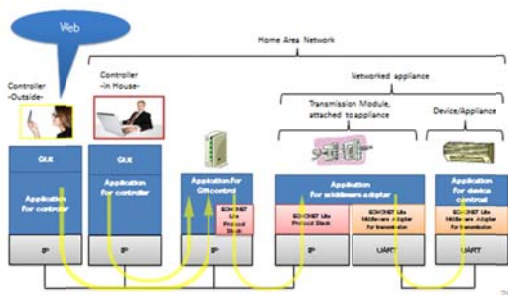 Web
Home Area Network
Controller
-Outside-
Controller
-in House-
Networked appliance
Transmission Module,
attached to appliance
Device/Appliance
GUI
Application
for controller
GUI
Application
for controller
Application for
control
ECHONET
Lite
Protocol
Stack
Application
for middleware adapter
ECHONET Lite
Protocol Stack
ECHONET Lite
Middleware Adapter
for transmission
Application
for device
control
ECHONET Lite
Middleware Adapter
for transmission
IP
IP
IP
IP
UART
UART